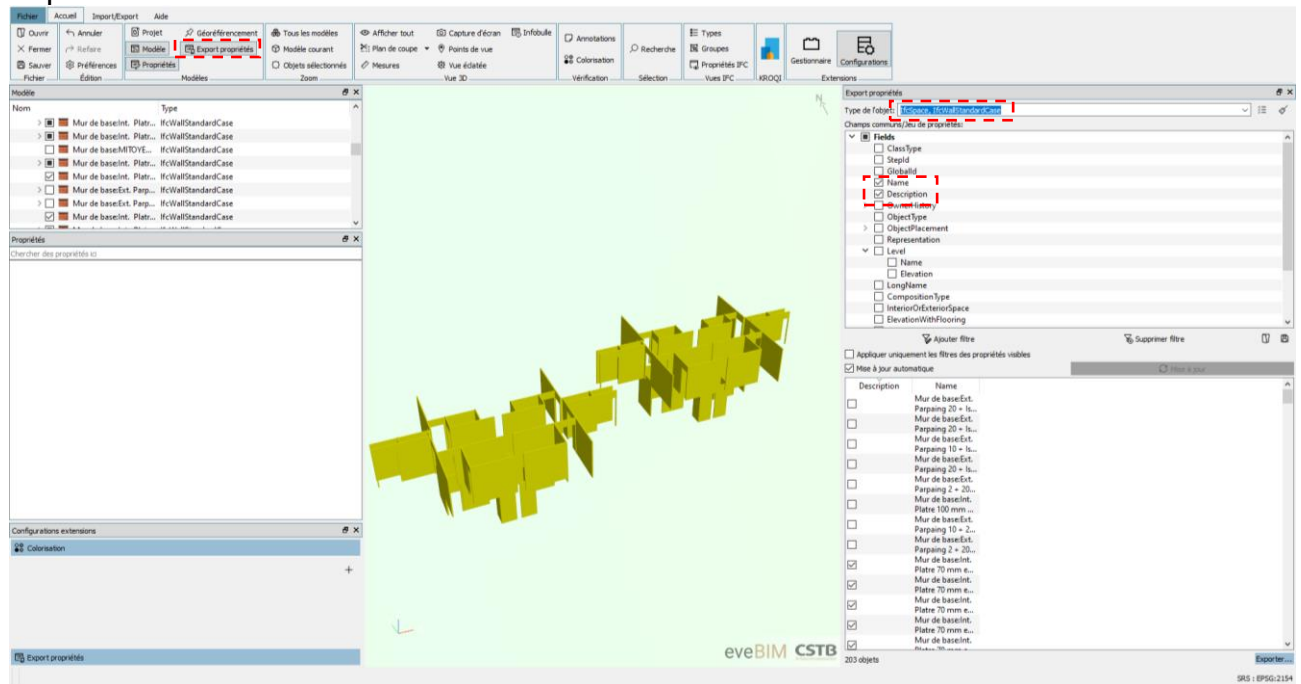 Fichier Accueil Import/Export Aide
Ouvrir Annuler Projet Géoréférencement Tous les modèles Afficher tout Capture d'écran Infobulle Annotations Types
Fermer Refaire Modèle Export propriétés Modèle courant Plan de coupe Points de vue Recherche Groupes Gestionnaire Configurations
Sauver Préférences Propriétés Objets sélectionnés Mesures Vue éclatée Colorisation Propriétés IFC
Fichier Édition Modèles Zoom Vue 3D Vérification Sélection Vues IFC KROQI Extensions
Modèle
Nom Type
Mur de base:Int. Platr... IfcWallStandardCase
Mur de base:MITOYE... IfcWallStandardCase
Mur de base:Int. Platr... IfcWallStandardCase
Mur de base:Int. Platr... IfcWallStandardCase
Mur de base:Ext. Parp... IfcWallStandardCase
Mur de base:Int. Platr... IfcWallStandardCase
Mur de base:Ext. Parp... IfcWallStandardCase
Mur de base:Int. Platr... IfcWallStandardCase
Propriétés
Chercher des propriétés ici
Configurations extensions
Colorisation
+
Export propriétés
N
eveBIM CSTB
Export propriétés
Type de l'objet: IfcSpace, IfcWallStandardCase
Champs communs/Jeu de propriétés:
Fields
ClassType
StepId
GlobalId
Name
Description
OwnerHistory
ObjectType
ObjectPlacement
Representation
Level
Name
Elevation
LongName
CompositionType
InteriorOrExteriorSpace
ElevationWithFlooring
Ajouter filtre Supprimer filtre
Appliquer uniquement les filtres des propriétés visibles
Mise à jour automatique Mise à jour
Description Name
Mur de base:Ext.
Parpaing 20 + Is...
Mur de base:Ext.
Parpaing 20 + Is...
Mur de base:Ext.
Parpaing 10 + Is...
Mur de base:Ext.
Parpaing 20 + Is...
Mur de base:Ext.
Parpaing 2 + 20...
Mur de base:Int.
Platre 100 mm ...
Mur de base:Ext.
Parpaing 10 + 2...
Mur de base:Ext.
Parpaing 2 + 20...
Mur de base:Int.
Platre 70 mm e...
Mur de base:Int.
Platre 70 mm e...
Mur de base:Int.
Platre 70 mm e...
Mur de base:Int.
Platre 70 mm e...
Mur de base:Int.
203 objets Exporter...
SRS : EPSG:2154